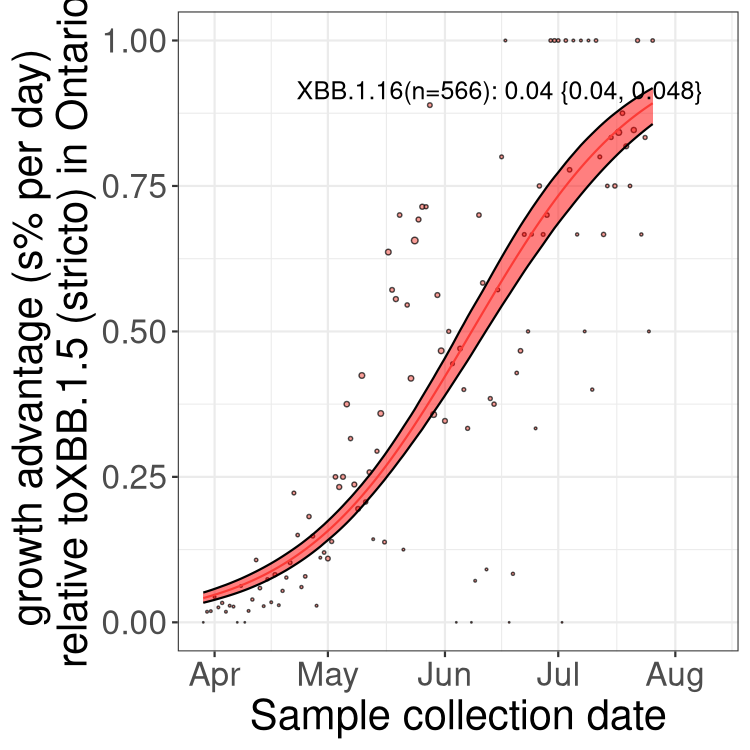 growth advantage (s% per day)
relative toXBB.1.5 (stricto) in Ontario
1.00
0.75
0.50
0.25
0.00
XBB.1.16(n=566): 0.04 {0.04, 0.048}
Apr May Jun Jul Aug
Sample collection date